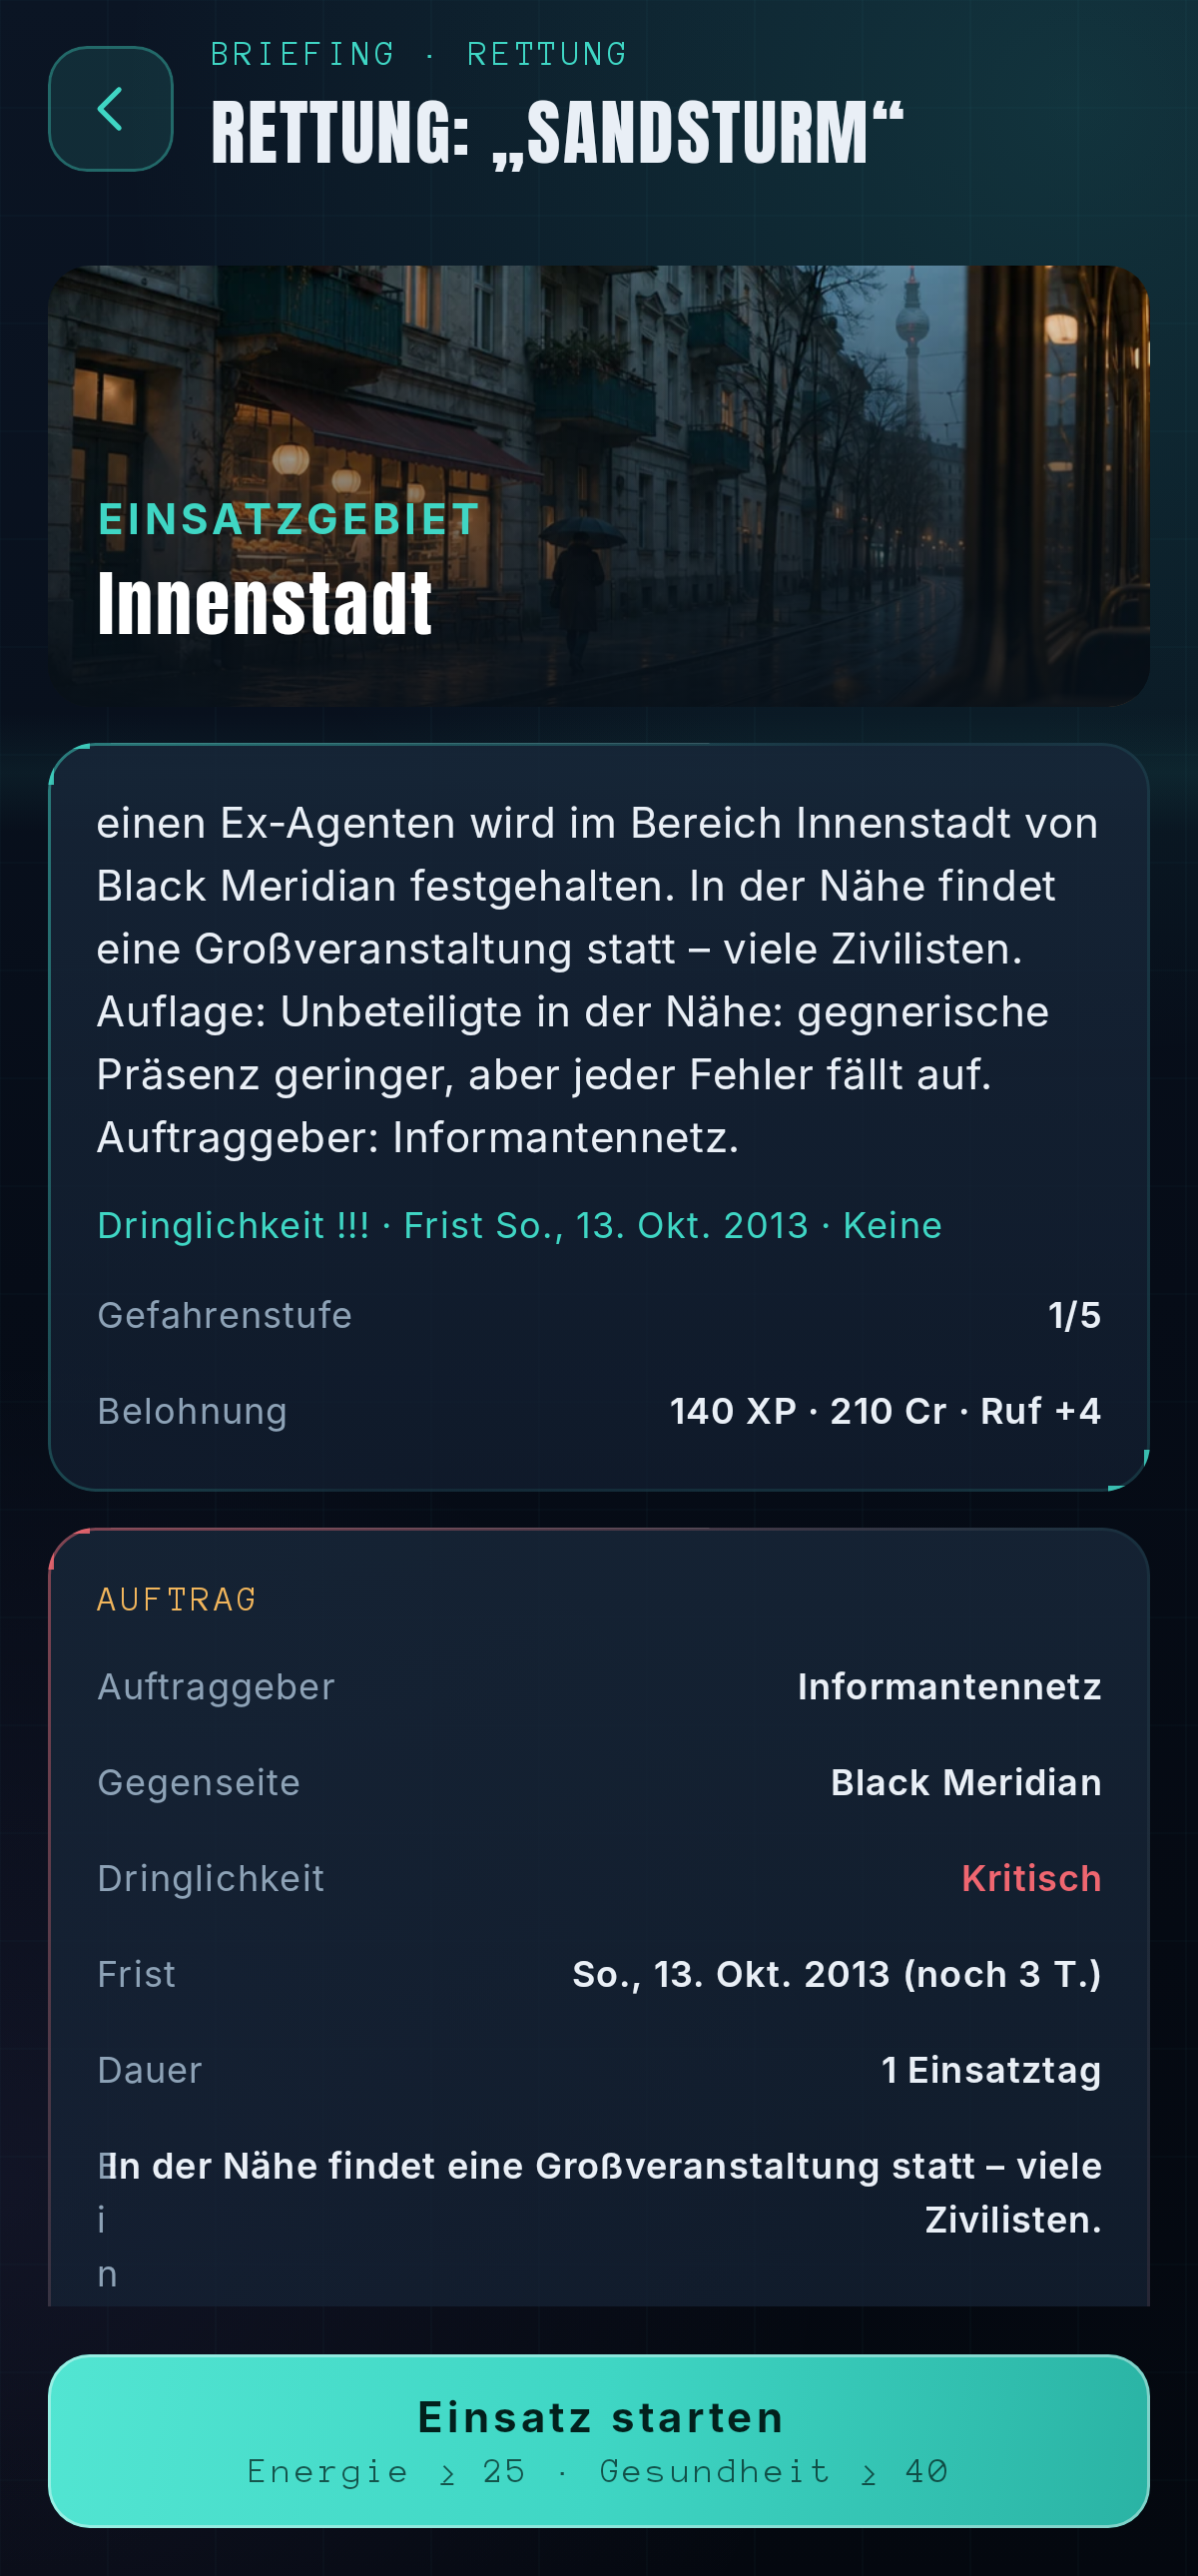 BRIEFING · RETTUNG
RETTUNG: „SANDSTURM“
EINSATZGEBIET
Innenstadt
einen Ex-Agenten wird im Bereich Innenstadt von
Black Meridian festgehalten. In der Nähe findet
eine Großveranstaltung statt – viele Zivilisten.
Auflage: Unbeteiligte in der Nähe: gegnerische
Präsenz geringer, aber jeder Fehler fällt auf.
Auftraggeber: Informantennetz.
Dringlichkeit !!! · Frist So., 13. Okt. 2013 · Keine
Gefahrenstufe 1/5
Belohnung 140 XP · 210 Cr · Ruf +4
AUFTRAG
Auftraggeber Informantennetz
Gegenseite Black Meridian
Dringlichkeit Kritisch
Frist So., 13. Okt. 2013 (noch 3 T.)
Dauer 1 Einsatztag
E In der Nähe findet eine Großveranstaltung statt – viele
i Zivilisten.
n
Einsatz starten
Energie ≥ 25 · Gesundheit ≥ 40